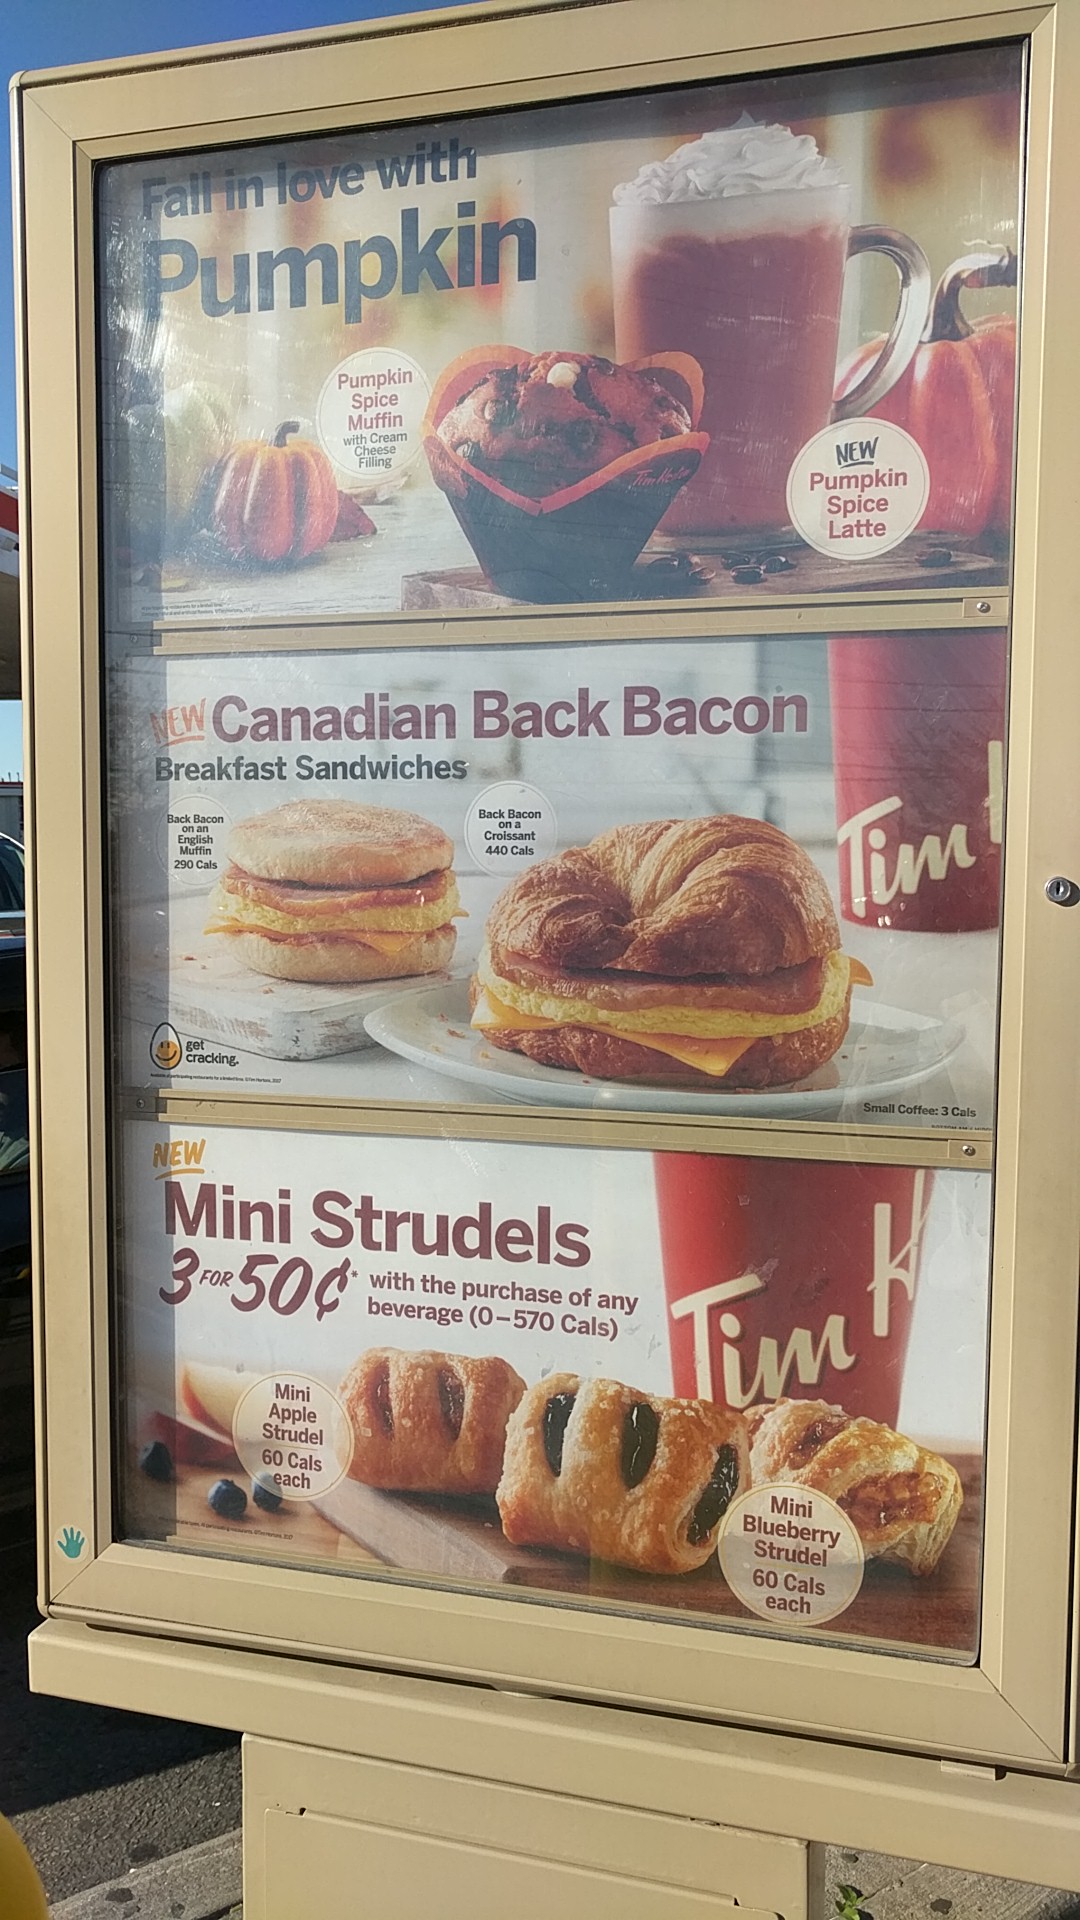 Fall in love with
Pumpkin
Pumpkin
Spice
Muffin
with Cream
Cheese
Filling
Tim Ho
NEW
Pumpkin
Spice
Latte
NEW Canadian Back Bacon
Breakfast Sandwiches
Back Bacon
on an
English
Muffin
290 Cals
Back Bacon
on a
Croissant
440 Cals
Tim
get
cracking.
Small Coffee: 3 Cals
NEW
Mini Strudels
3 FOR 50¢* with the purchase of any
beverage (0–570 Cals)
Tim H
Mini
Apple
Strudel
60 Cals
each
Mini
Blueberry
Strudel
60 Cals
each